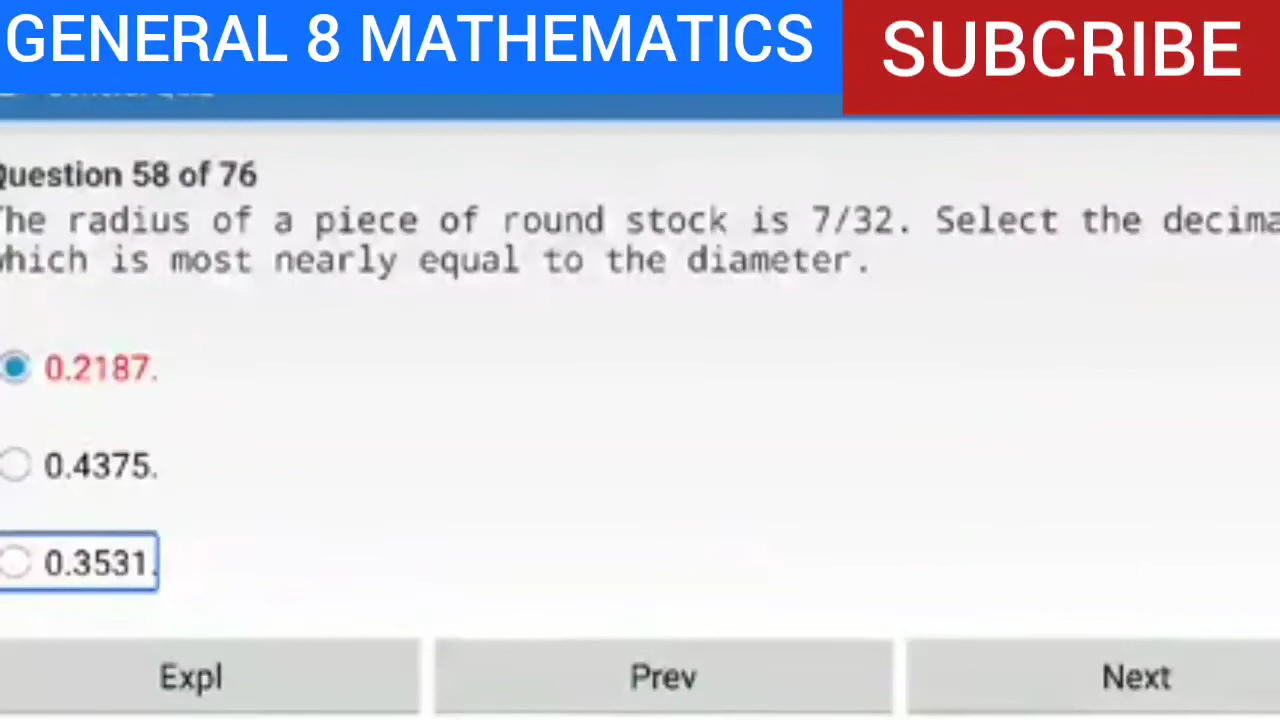 GENERAL 8 MATHEMATICS
SUBCRIBE
Question 58 of 76
The radius of a piece of round stock is 7/32. Select the decima
which is most nearly equal to the diameter.
0.2187.
0.4375.
0.3531.
Expl
Prev
Next